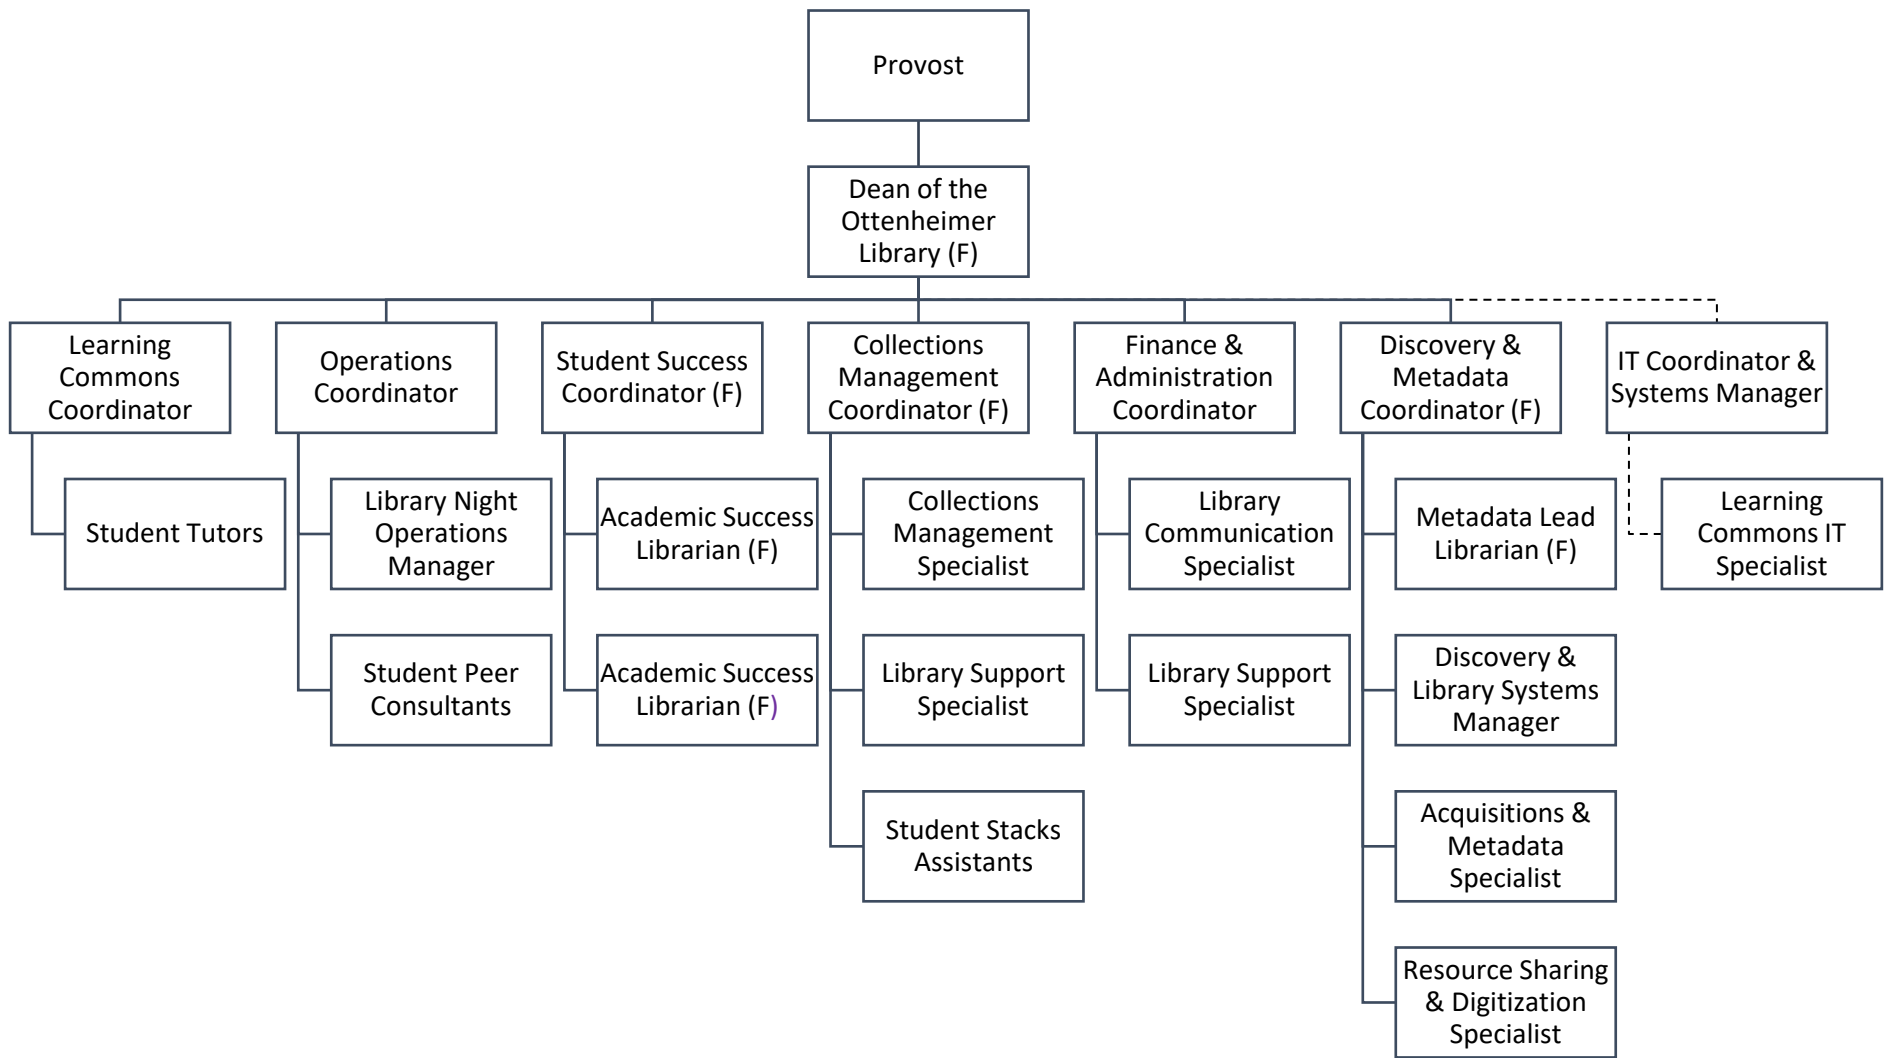 Provost
Dean of the
Ottenheimer
Library (F)
Learning
Commons
Coordinator
Operations
Coordinator
Student Success
Coordinator (F)
Collections
Management
Coordinator (F)
Finance &
Administration
Coordinator
Discovery &
Metadata
Coordinator (F)
IT Coordinator &
Systems Manager
Student Tutors
Library Night
Operations
Manager
Academic Success
Librarian (F)
Collections
Management
Specialist
Library
Communication
Specialist
Metadata Lead
Librarian (F)
Learning
Commons IT
Specialist
Student Peer
Consultants
Academic Success
Librarian (F)
Library Support
Specialist
Library Support
Specialist
Discovery &
Library Systems
Manager
Student Stacks
Assistants
Acquisitions &
Metadata
Specialist
Resource Sharing
& Digitization
Specialist